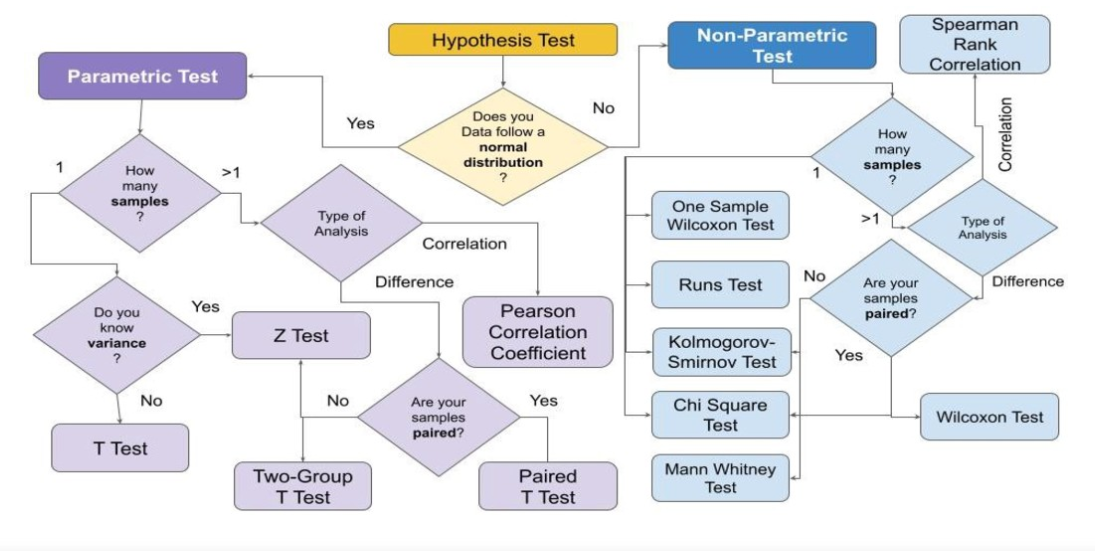 Hypothesis Test
Non-Parametric
Test
Spearman
Rank
Correlation
Parametric Test
Does you
Data follow a
normal
distribution
?
Yes
No
How
many
samples
?
1
>1
Type of
Analysis
Correlation
Difference
Do you
know
variance
?
Yes
No
Z Test
T Test
Pearson
Correlation
Coefficient
Are your
samples
paired?
No
Yes
Two-Group
T Test
Paired
T Test
How
many
samples
?
1
>1
Type of
Analysis
Correlation
Difference
One Sample
Wilcoxon Test
Runs Test
Kolmogorov-
Smirnov Test
Chi Square
Test
Mann Whitney
Test
Are your
samples
paired?
No
Yes
Wilcoxon Test